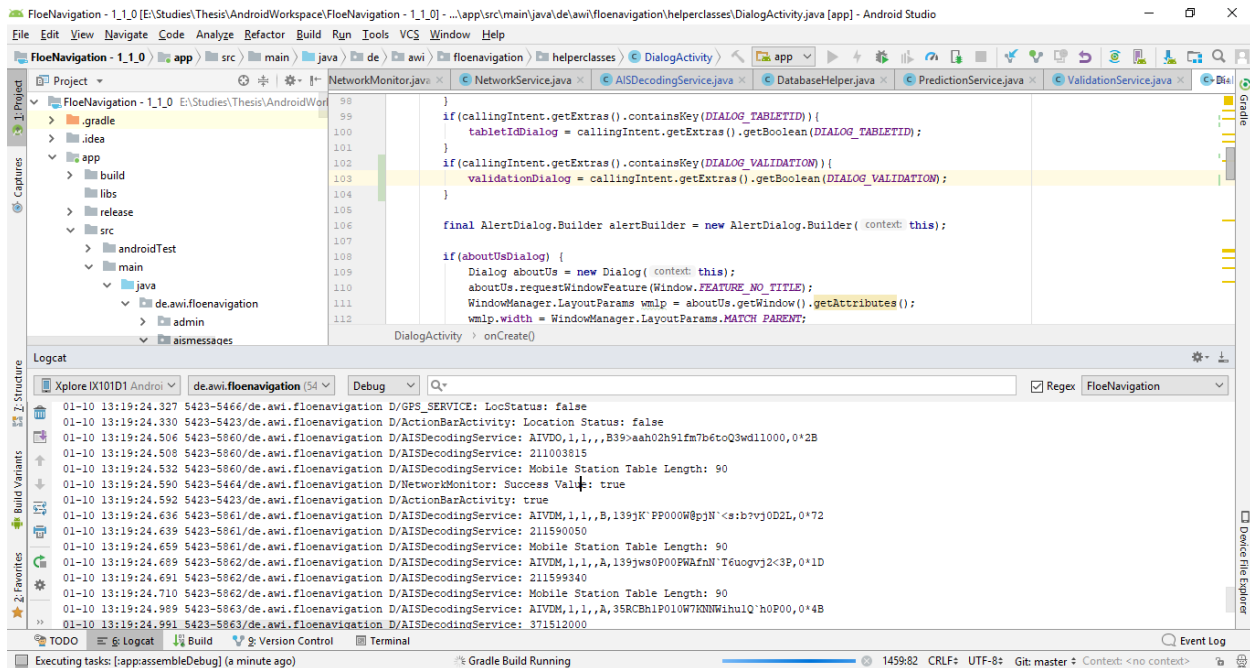 FloeNavigation - 1_1_0 [E:\Studies\Thesis\AndroidWorkspace\FloeNavigation - 1_1_0] - ...\app\src\main\java\de\awi\floenavigation\helperclasses\DialogActivity.java [app] - Android Studio
File Edit View Navigate Code Analyze Refactor Build Run Tools VCS Window Help
FloeNavigation - 1_1_0 app src main java de awi floenavigation helperclasses DialogActivity app
Project NetworkMonitor.java NetworkService.java AISDecodingService.java DatabaseHelper.java PredictionService.java ValidationService.java
1: Project
Captures
7: Structure
Build Variants
2: Favorites
FloeNavigation - 1_1_0 E:\Studies\Thesis\AndroidWor
.gradle
.idea
app
build
libs
release
src
androidTest
main
java
de.awi.floenavigation
admin
aismessages
98 }
99 if(callingIntent.getExtras().containsKey(DIALOG_TABLETID)){
100 tabletIdDialog = callingIntent.getExtras().getBoolean(DIALOG_TABLETID);
101 }
102 if(callingIntent.getExtras().containsKey(DIALOG_VALIDATION)){
103 validationDialog = callingIntent.getExtras().getBoolean(DIALOG_VALIDATION);
104 }
105
106 final AlertDialog.Builder alertBuilder = new AlertDialog.Builder( context: this);
107
108 if(aboutUsDialog) {
109 Dialog aboutUs = new Dialog( context: this);
110 aboutUs.requestWindowFeature(Window.FEATURE_NO_TITLE);
111 WindowManager.LayoutParams wmlp = aboutUs.getWindow().getAttributes();
112 wmlp.width = WindowManager.LayoutParams.MATCH_PARENT;
DialogActivity › onCreate()
Gradle
Device File Explorer
Logcat
Xplore IX101D1 Androi de.awi.floenavigation (54 Debug Regex FloeNavigation
01-10 13:19:24.327 5423-5466/de.awi.floenavigation D/GPS_SERVICE: LocStatus: false
01-10 13:19:24.330 5423-5423/de.awi.floenavigation D/ActionBarActivity: Location Status: false
01-10 13:19:24.506 5423-5860/de.awi.floenavigation D/AISDecodingService: AIVDO,1,1,,,B39>aah02h9lfm7b6toQ3wdll000,0*2B
01-10 13:19:24.508 5423-5860/de.awi.floenavigation D/AISDecodingService: 211003815
01-10 13:19:24.532 5423-5860/de.awi.floenavigation D/AISDecodingService: Mobile Station Table Length: 90
01-10 13:19:24.590 5423-5464/de.awi.floenavigation D/NetworkMonitor: Success Value: true
01-10 13:19:24.592 5423-5423/de.awi.floenavigation D/ActionBarActivity: true
01-10 13:19:24.636 5423-5861/de.awi.floenavigation D/AISDecodingService: AIVDM,1,1,,B,139jK`PP000W@pjN`<s:b?vj0D2L,0*72
01-10 13:19:24.639 5423-5861/de.awi.floenavigation D/AISDecodingService: 211590050
01-10 13:19:24.659 5423-5861/de.awi.floenavigation D/AISDecodingService: Mobile Station Table Length: 90
01-10 13:19:24.689 5423-5862/de.awi.floenavigation D/AISDecodingService: AIVDM,1,1,,A,139jws0P00PWAfnN`T6uogvj2<3P,0*1D
01-10 13:19:24.691 5423-5862/de.awi.floenavigation D/AISDecodingService: 211599340
01-10 13:19:24.710 5423-5862/de.awi.floenavigation D/AISDecodingService: Mobile Station Table Length: 90
01-10 13:19:24.989 5423-5863/de.awi.floenavigation D/AISDecodingService: AIVDM,1,1,,A,35RCBhlP010W7KNNWihulQ`h0P00,0*4B
01-10 13:19:24.991 5423-5863/de.awi.floenavigation D/AISDecodingService: 371512000
TODO 6: Logcat Build 9: Version Control Terminal Event Log
Executing tasks: [:app:assembleDebug] (a minute ago) Gradle Build Running 1459:82 CRLF UTF-8 Git: master Context: <no context>